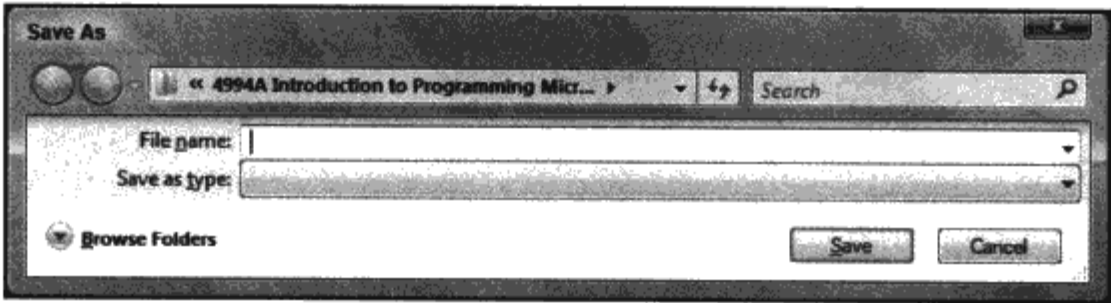 Save As
« 4994A Introduction to Programming Micr...
Search
File name:
Save as type:
Browse Folders
Save
Cancel